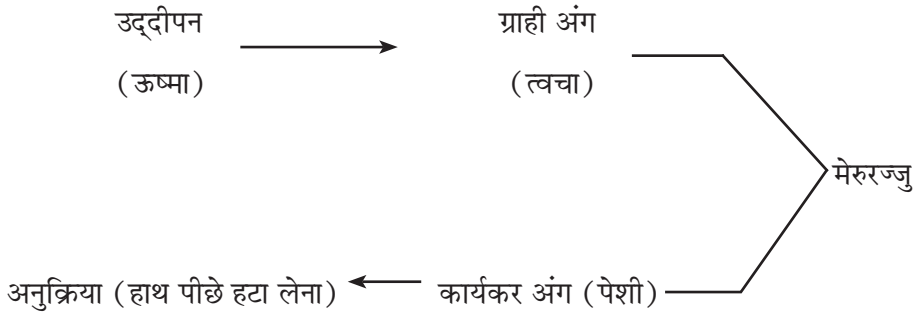 उद्‌दीपन
(ऊष्मा)
ग्राही अंग
(त्वचा)
मेरुरज्जु
कार्यकर अंग (पेशी)
अनुक्रिया (हाथ पीछे हटा लेना)